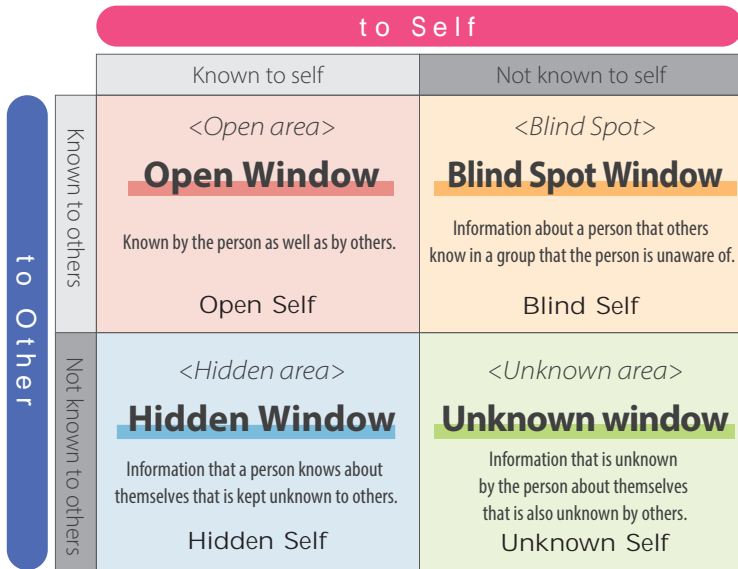 to Self
Known to self
Not known to self
to Other
Known to others
<Open area>
Open Window
Known by the person as well as by others.
Open Self
<Blind Spot>
Blind Spot Window
Information about a person that others
know in a group that the person is unaware of.
Blind Self
Not known to others
<Hidden area>
Hidden Window
Information that a person knows about
themselves that is kept unknown to others.
Hidden Self
<Unknown area>
Unknown window
Information that is unknown
by the person about themselves
that is also unknown by others.
Unknown Self